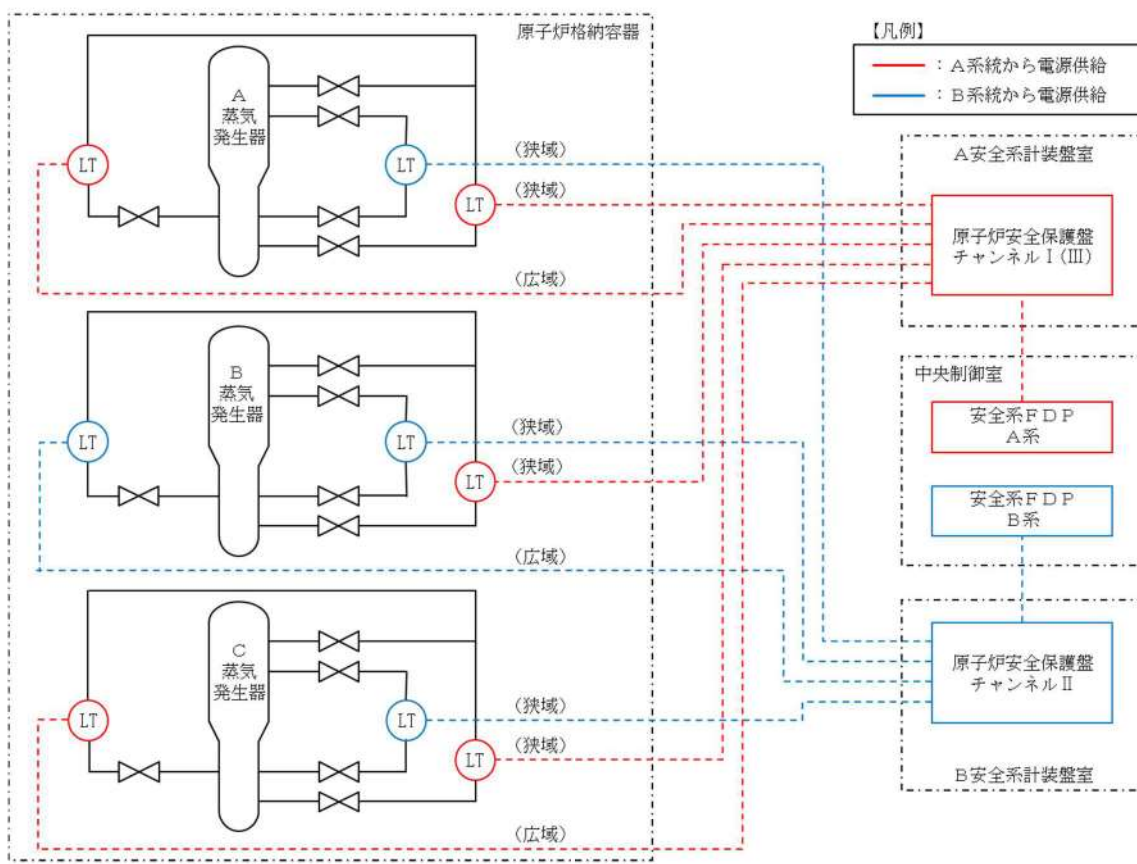 原子炉格納容器
【凡例】
：A系統から電源供給
：B系統から電源供給
A
蒸気
発生器
LT
LT
LT
（狭域）
（狭域）
（広域）
B
蒸気
発生器
LT
LT
LT
（狭域）
（狭域）
（広域）
C
蒸気
発生器
LT
LT
LT
（狭域）
（狭域）
（広域）
A安全系計装盤室
原子炉安全保護盤
チャンネルⅠ(Ⅲ)
中央制御室
安全系FDP
A系
安全系FDP
B系
原子炉安全保護盤
チャンネルⅡ
B安全系計装盤室